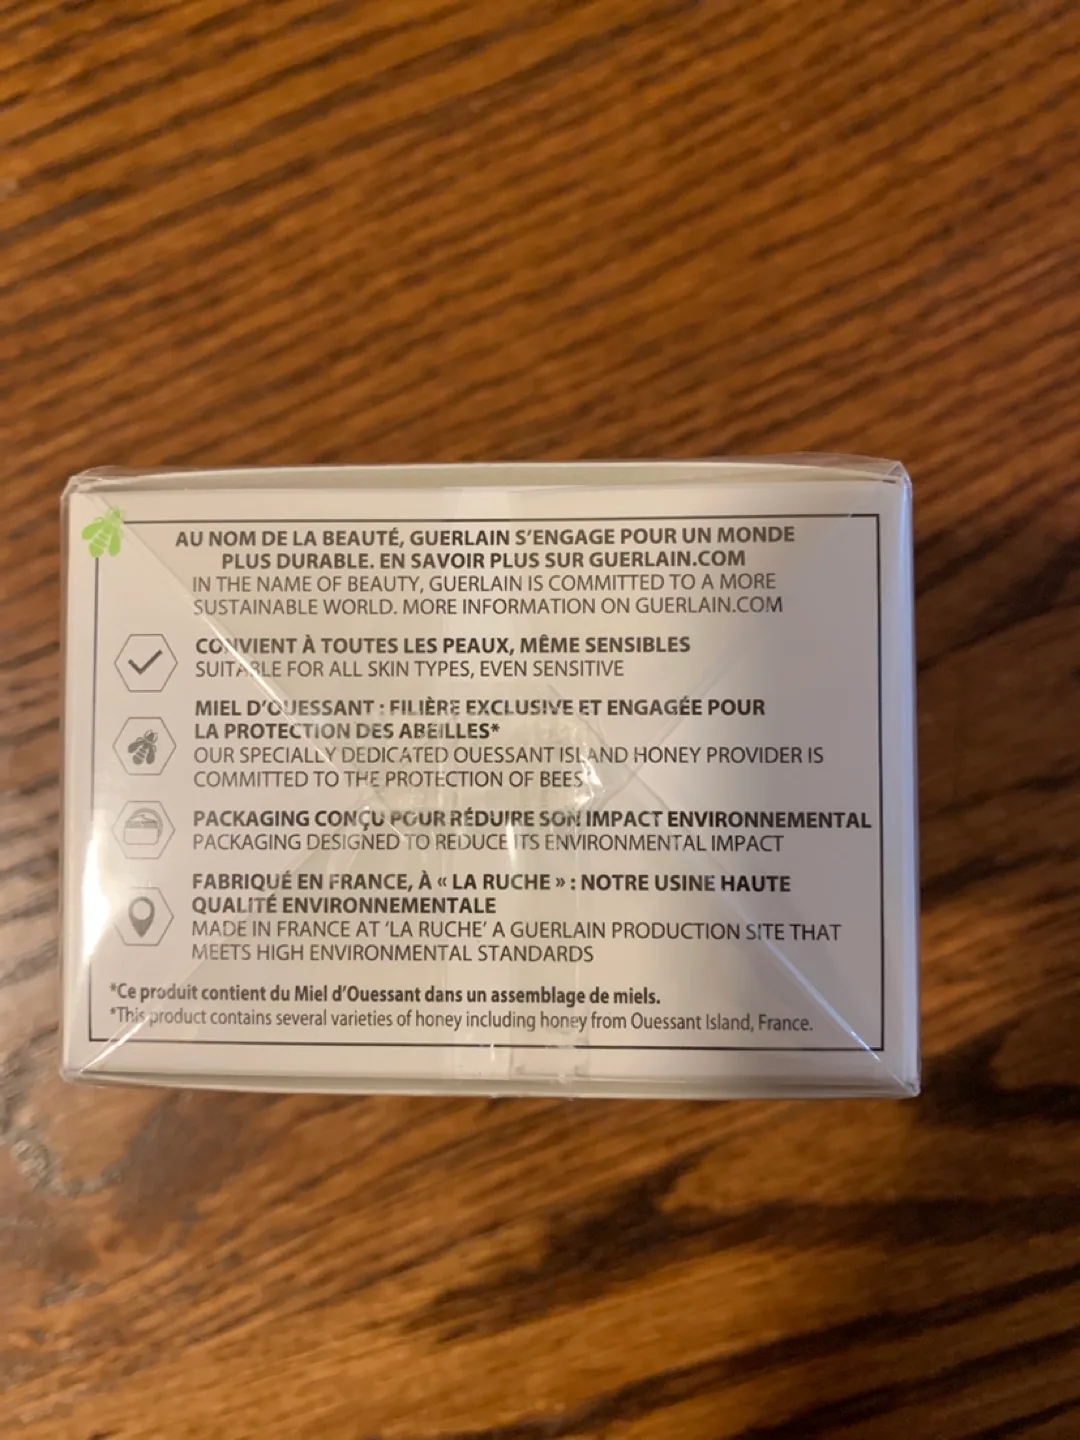 AU NOM DE LA BEAUTÉ, GUERLAIN S'ENGAGE POUR UN MONDE
PLUS DURABLE. EN SAVOIR PLUS SUR GUERLAIN.COM
IN THE NAME OF BEAUTY, GUERLAIN IS COMMITTED TO A MORE
SUSTAINABLE WORLD. MORE INFORMATION ON GUERLAIN.COM
CONVIENT À TOUTES LES PEAUX, MÊME SENSIBLES
SUITABLE FOR ALL SKIN TYPES, EVEN SENSITIVE
MIEL D'OUESSANT : FILIÈRE EXCLUSIVE ET ENGAGÉE POUR
LA PROTECTION DES ABEILLES*
OUR SPECIALLY DEDICATED OUESSANT ISLAND HONEY PROVIDER IS
COMMITTED TO THE PROTECTION OF BEES
PACKAGING CONÇU POUR RÉDUIRE SON IMPACT ENVIRONNEMENTAL
PACKAGING DESIGNED TO REDUCE ITS ENVIRONMENTAL IMPACT
FABRIQUÉ EN FRANCE, À « LA RUCHE » : NOTRE USINE HAUTE
QUALITÉ ENVIRONNEMENTALE
MADE IN FRANCE AT 'LA RUCHE' A GUERLAIN PRODUCTION SITE THAT
MEETS HIGH ENVIRONMENTAL STANDARDS
*Ce produit contient du Miel d'Ouessant dans un assemblage de miels.
*This product contains several varieties of honey including honey from Ouessant Island, France.